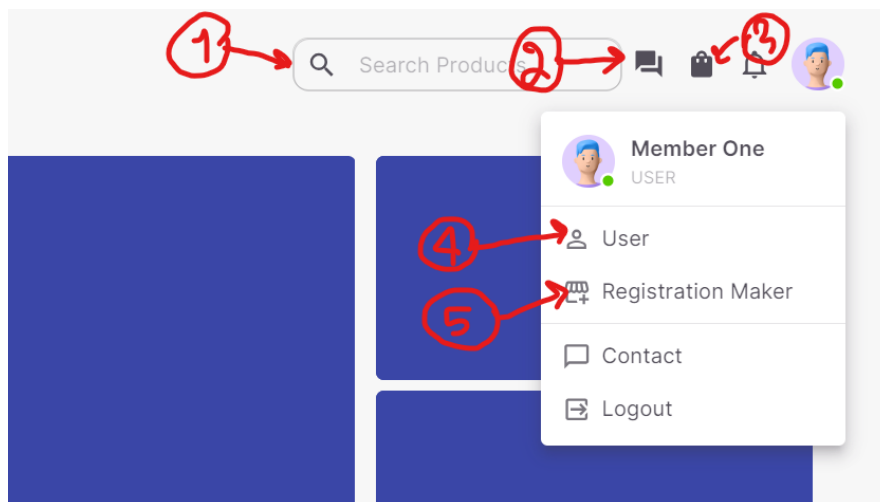 1
Search Products
2
3
Member One
USER
4
User
5
Registration Maker
Contact
Logout